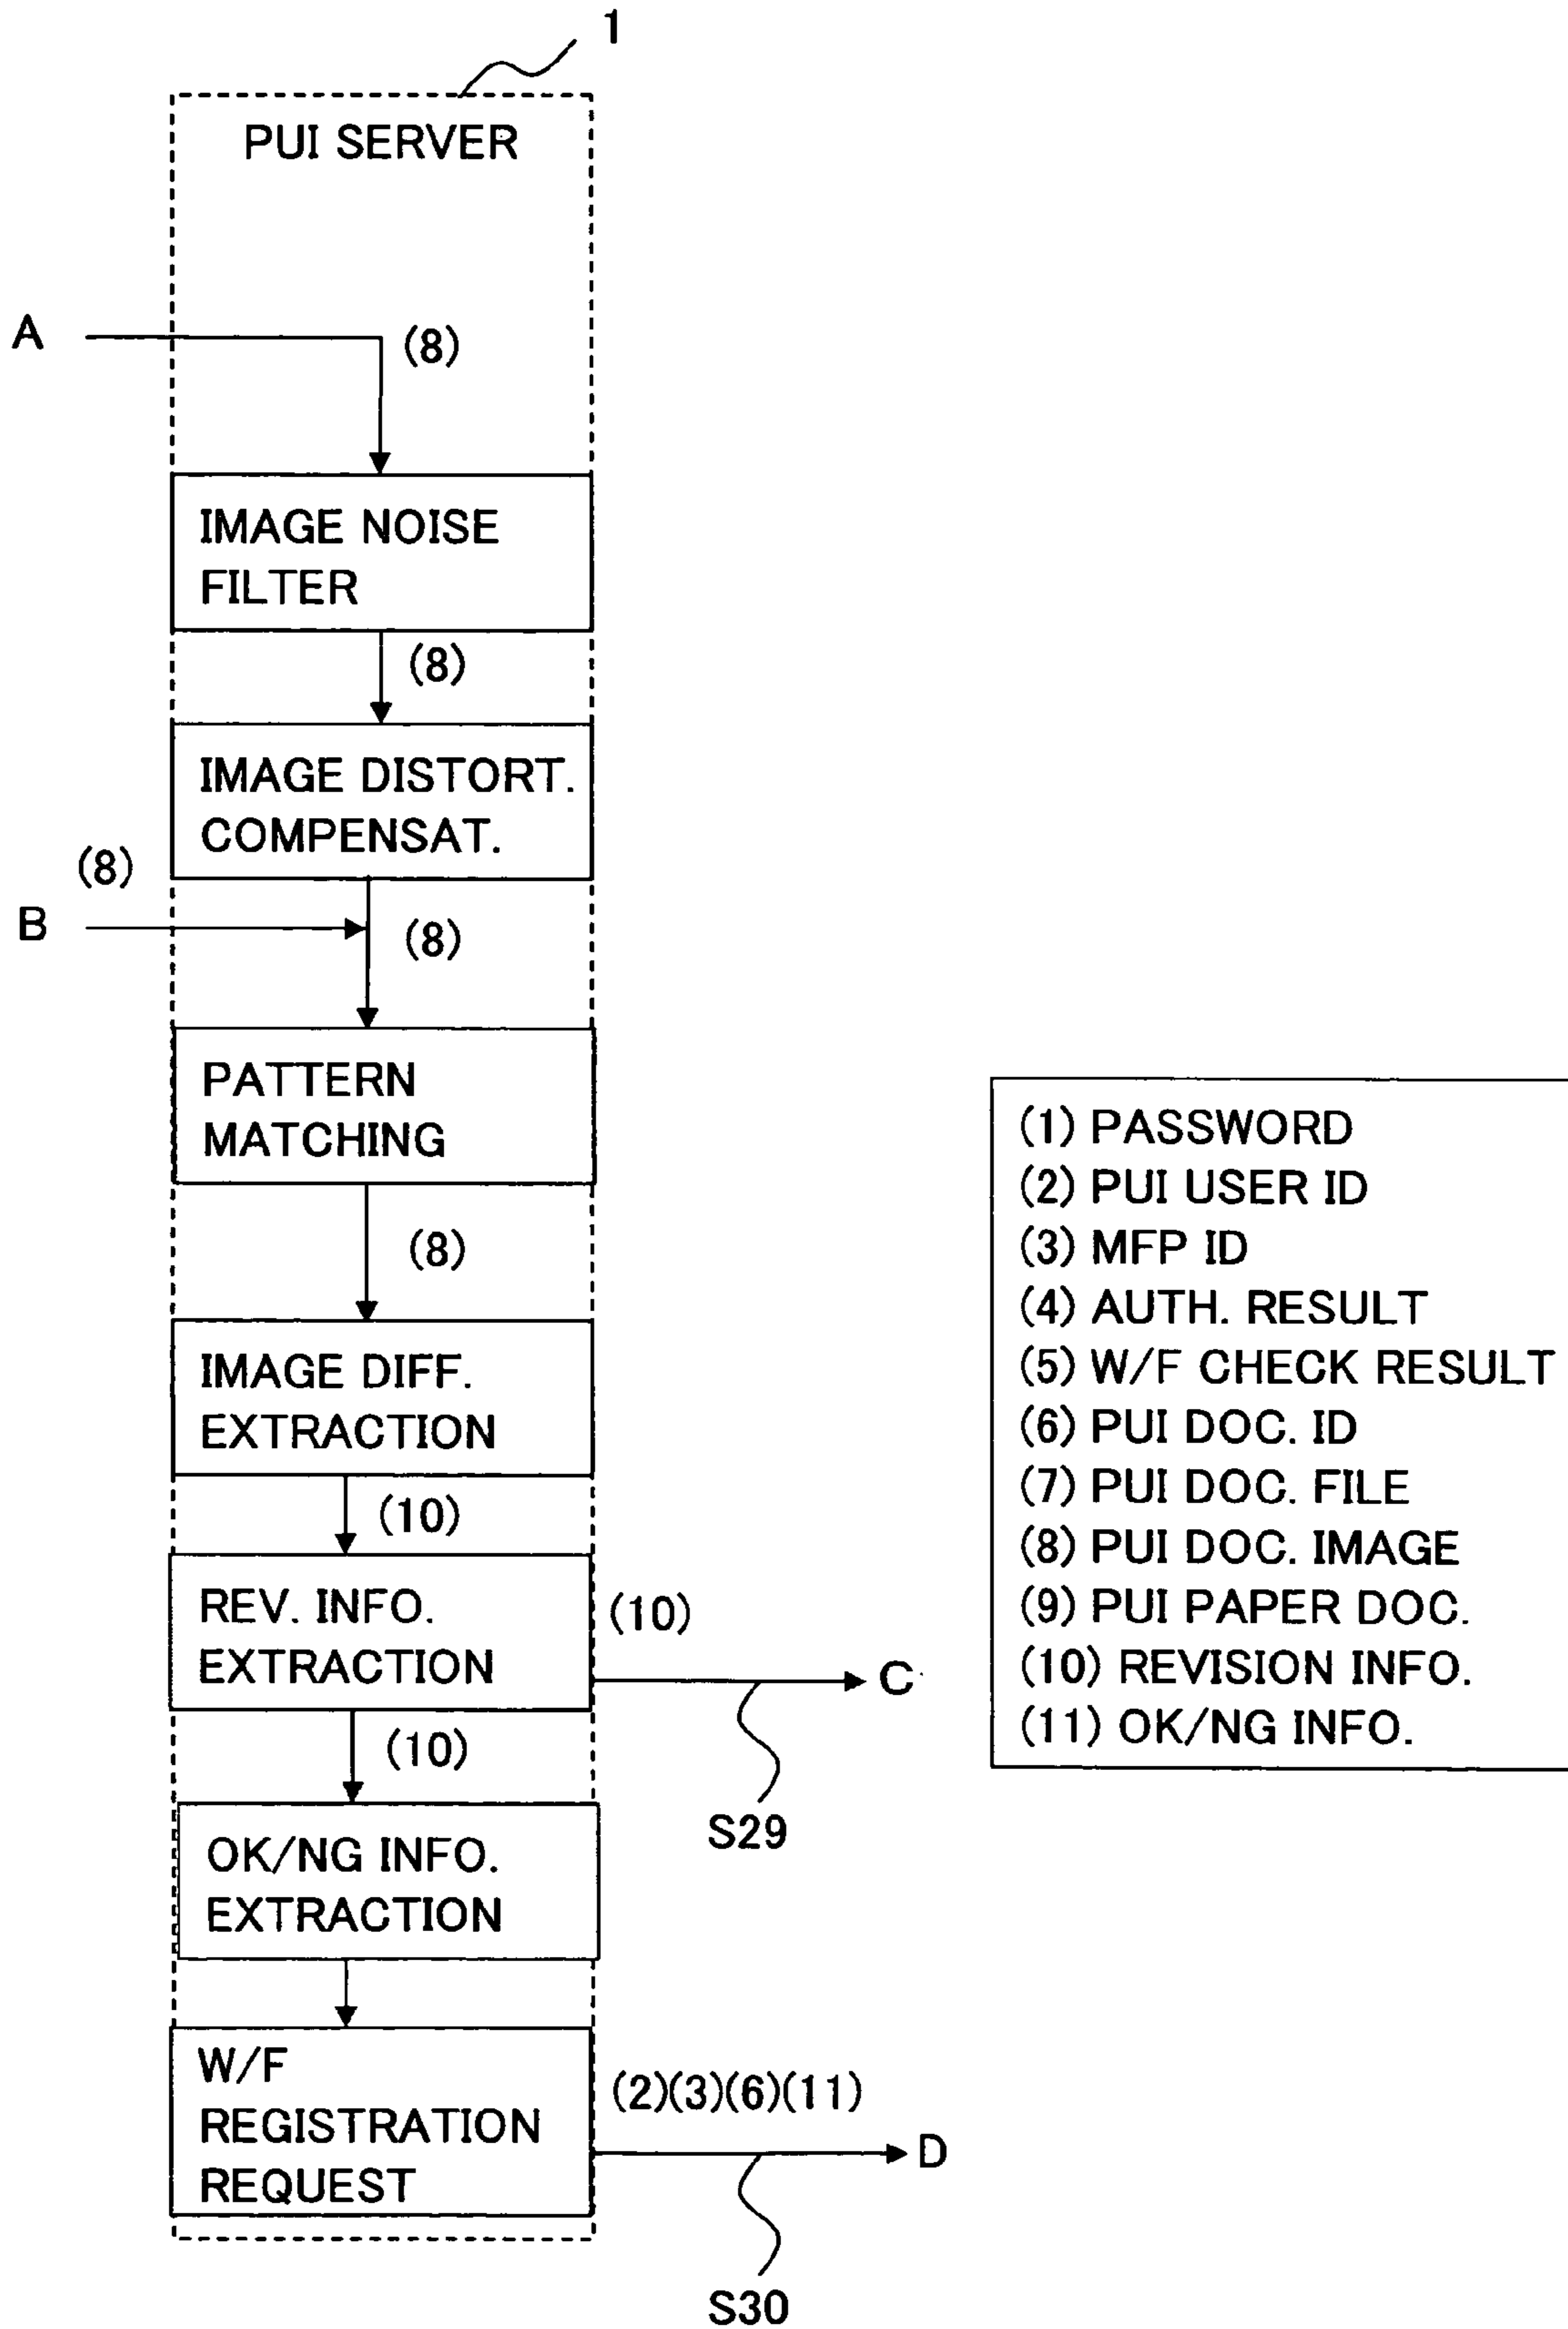 1
PUI SERVER
A
(8)
IMAGE NOISE
FILTER
(8)
IMAGE DISTORT.
COMPENSAT.
(8)
B
(8)
PATTERN
MATCHING
(8)
IMAGE DIFF.
EXTRACTION
(10)
REV. INFO.
EXTRACTION
(10)
C
(10)
S29
OK/NG INFO.
EXTRACTION
W/F
REGISTRATION
REQUEST
(2)(3)(6)(11)
D
S30
(1) PASSWORD
(2) PUI USER ID
(3) MFP ID
(4) AUTH. RESULT
(5) W/F CHECK RESULT
(6) PUI DOC. ID
(7) PUI DOC. FILE
(8) PUI DOC. IMAGE
(9) PUI PAPER DOC.
(10) REVISION INFO.
(11) OK/NG INFO.